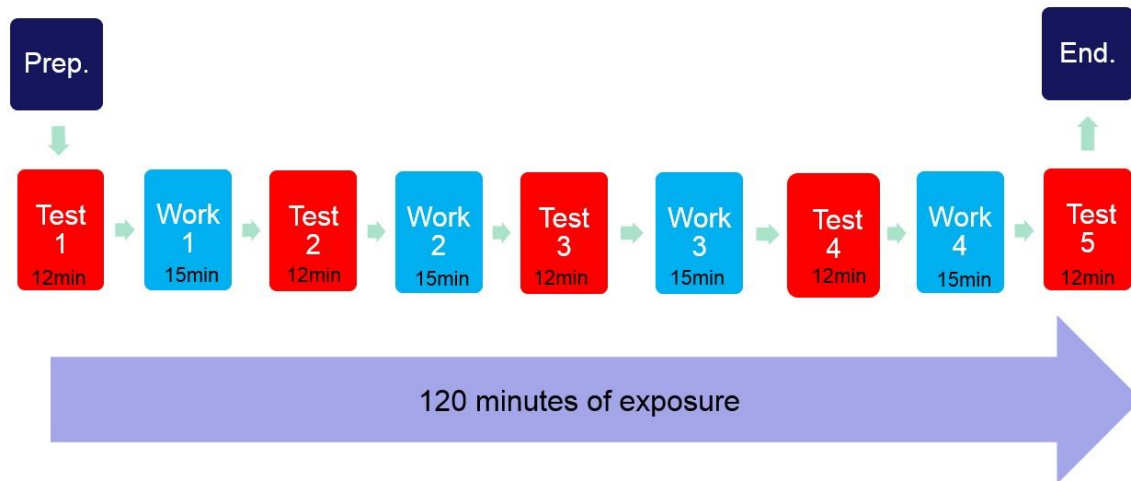 Prep.
End.
Test
1
12min
Work
1
15min
Test
2
12min
Work
2
15min
Test
3
12min
Work
3
15min
Test
4
12min
Work
4
15min
Test
5
12min
120 minutes of exposure